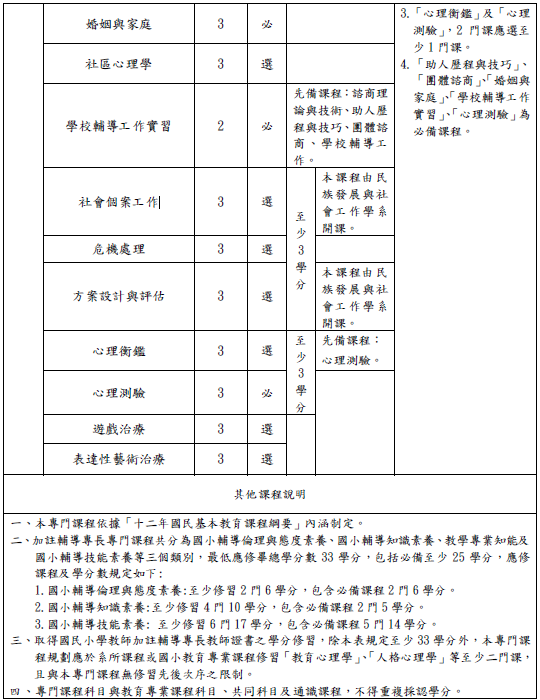 婚姻與家庭 3 必
社區心理學 3 選
學校輔導工作實習 2 必 先備課程：諮商理
論與技術、助人歷
程與技巧、團體諮
商、學校輔導工
作。
社會個案工作 3 選 至少3學分 本課程由民
族發展與社
會工作學系
開課。
危機處理 3 選
方案設計與評估 3 選 本課程由民
族發展與社
會工作學系
開課。
心理衡鑑 3 選 至少3學分 先備課程：
心理測驗。
心理測驗 3 必
遊戲治療 3 選
表達性藝術治療 3 選
3.「心理衡鑑」及「心理
測驗」，2 門課應選至
少 1 門課。
4.「助人歷程與技巧」、
「團體諮商」、「婚姻與
家庭」、「學校輔導工作
實習」、「心理測驗」為
必備課程。
其他課程說明
一、本專門課程依據「十二年國民基本教育課程綱要」內涵制定。
二、加註輔導專長專門課程共分為國小輔導倫理與態度素養、國小輔導知識素養、教學專業知能及
國小輔導技能素養等三個類別，最低應修畢總學分數 33 學分，包括必備至少 25 學分，應修
課程及學分數規定如下：
1.國小輔導倫理與態度素養:至少修習 2 門 6 學分，包含必備課程 2 門 6 學分。
2.國小輔導知識素養: 至少修習 4 門 10 學分，包含必備課程 2 門 5 學分。
3.國小輔導技能素養: 至少修習 6 門 17 學分，包含必備課程 5 門 14 學分。
三、取得國民小學教師加註輔導專長教師證書之學分修習，除本表規定至少 33 學分外，本專門課
程規劃應於系所課程或國小教育專業課程修習「教育心理學」、「人格心理學」等至少二門課，
且與本專門課程無修習先後次序之限制。
四、專門課程科目與教育專業課程科目、共同科目及通識課程，不得重複採認學分。